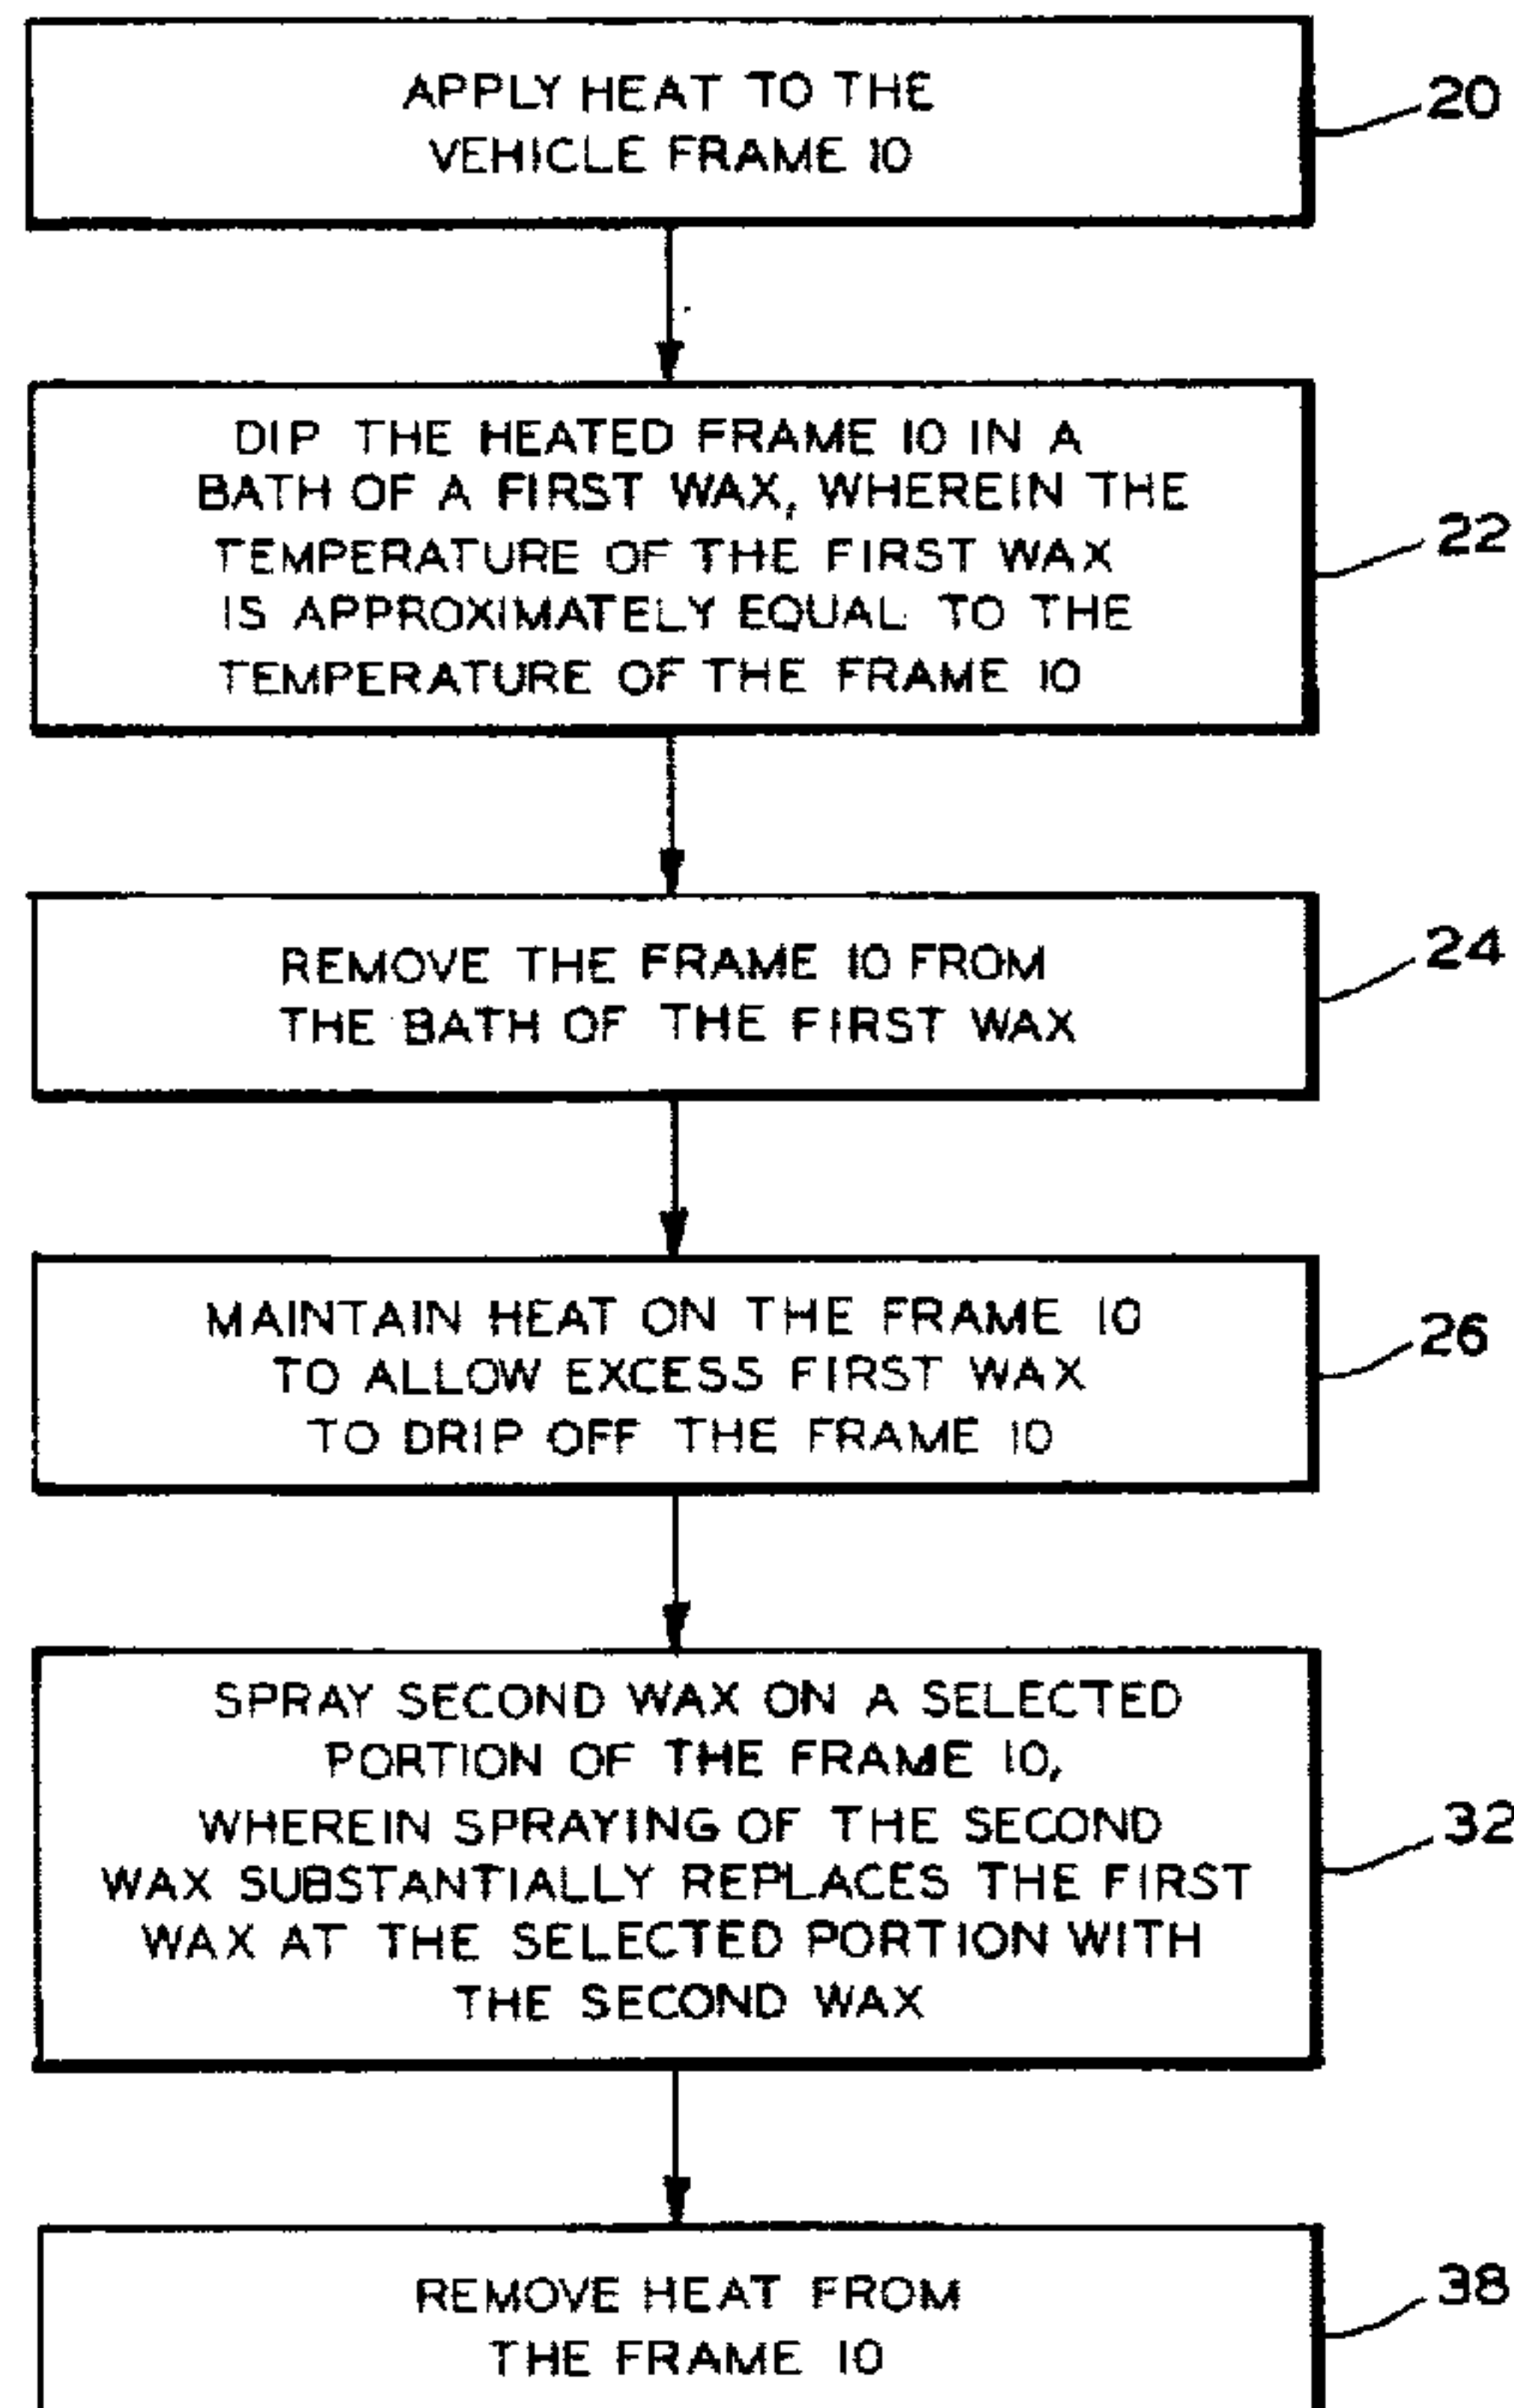 APPLY HEAT TO THE
VEHICLE FRAME 10
20
DIP THE HEATED FRAME 10 IN A
BATH OF A FIRST WAX, WHEREIN THE
TEMPERATURE OF THE FIRST WAX
IS APPROXIMATELY EQUAL TO THE
TEMPERATURE OF THE FRAME 10
22
REMOVE THE FRAME 10 FROM
THE BATH OF THE FIRST WAX
24
MAINTAIN HEAT ON THE FRAME 10
TO ALLOW EXCESS FIRST WAX
TO DRIP OFF THE FRAME 10
26
SPRAY SECOND WAX ON A SELECTED
PORTION OF THE FRAME 10,
WHEREIN SPRAYING OF THE SECOND
WAX SUBSTANTIALLY REPLACES THE FIRST
WAX AT THE SELECTED PORTION WITH
THE SECOND WAX
32
REMOVE HEAT FROM
THE FRAME 10
38